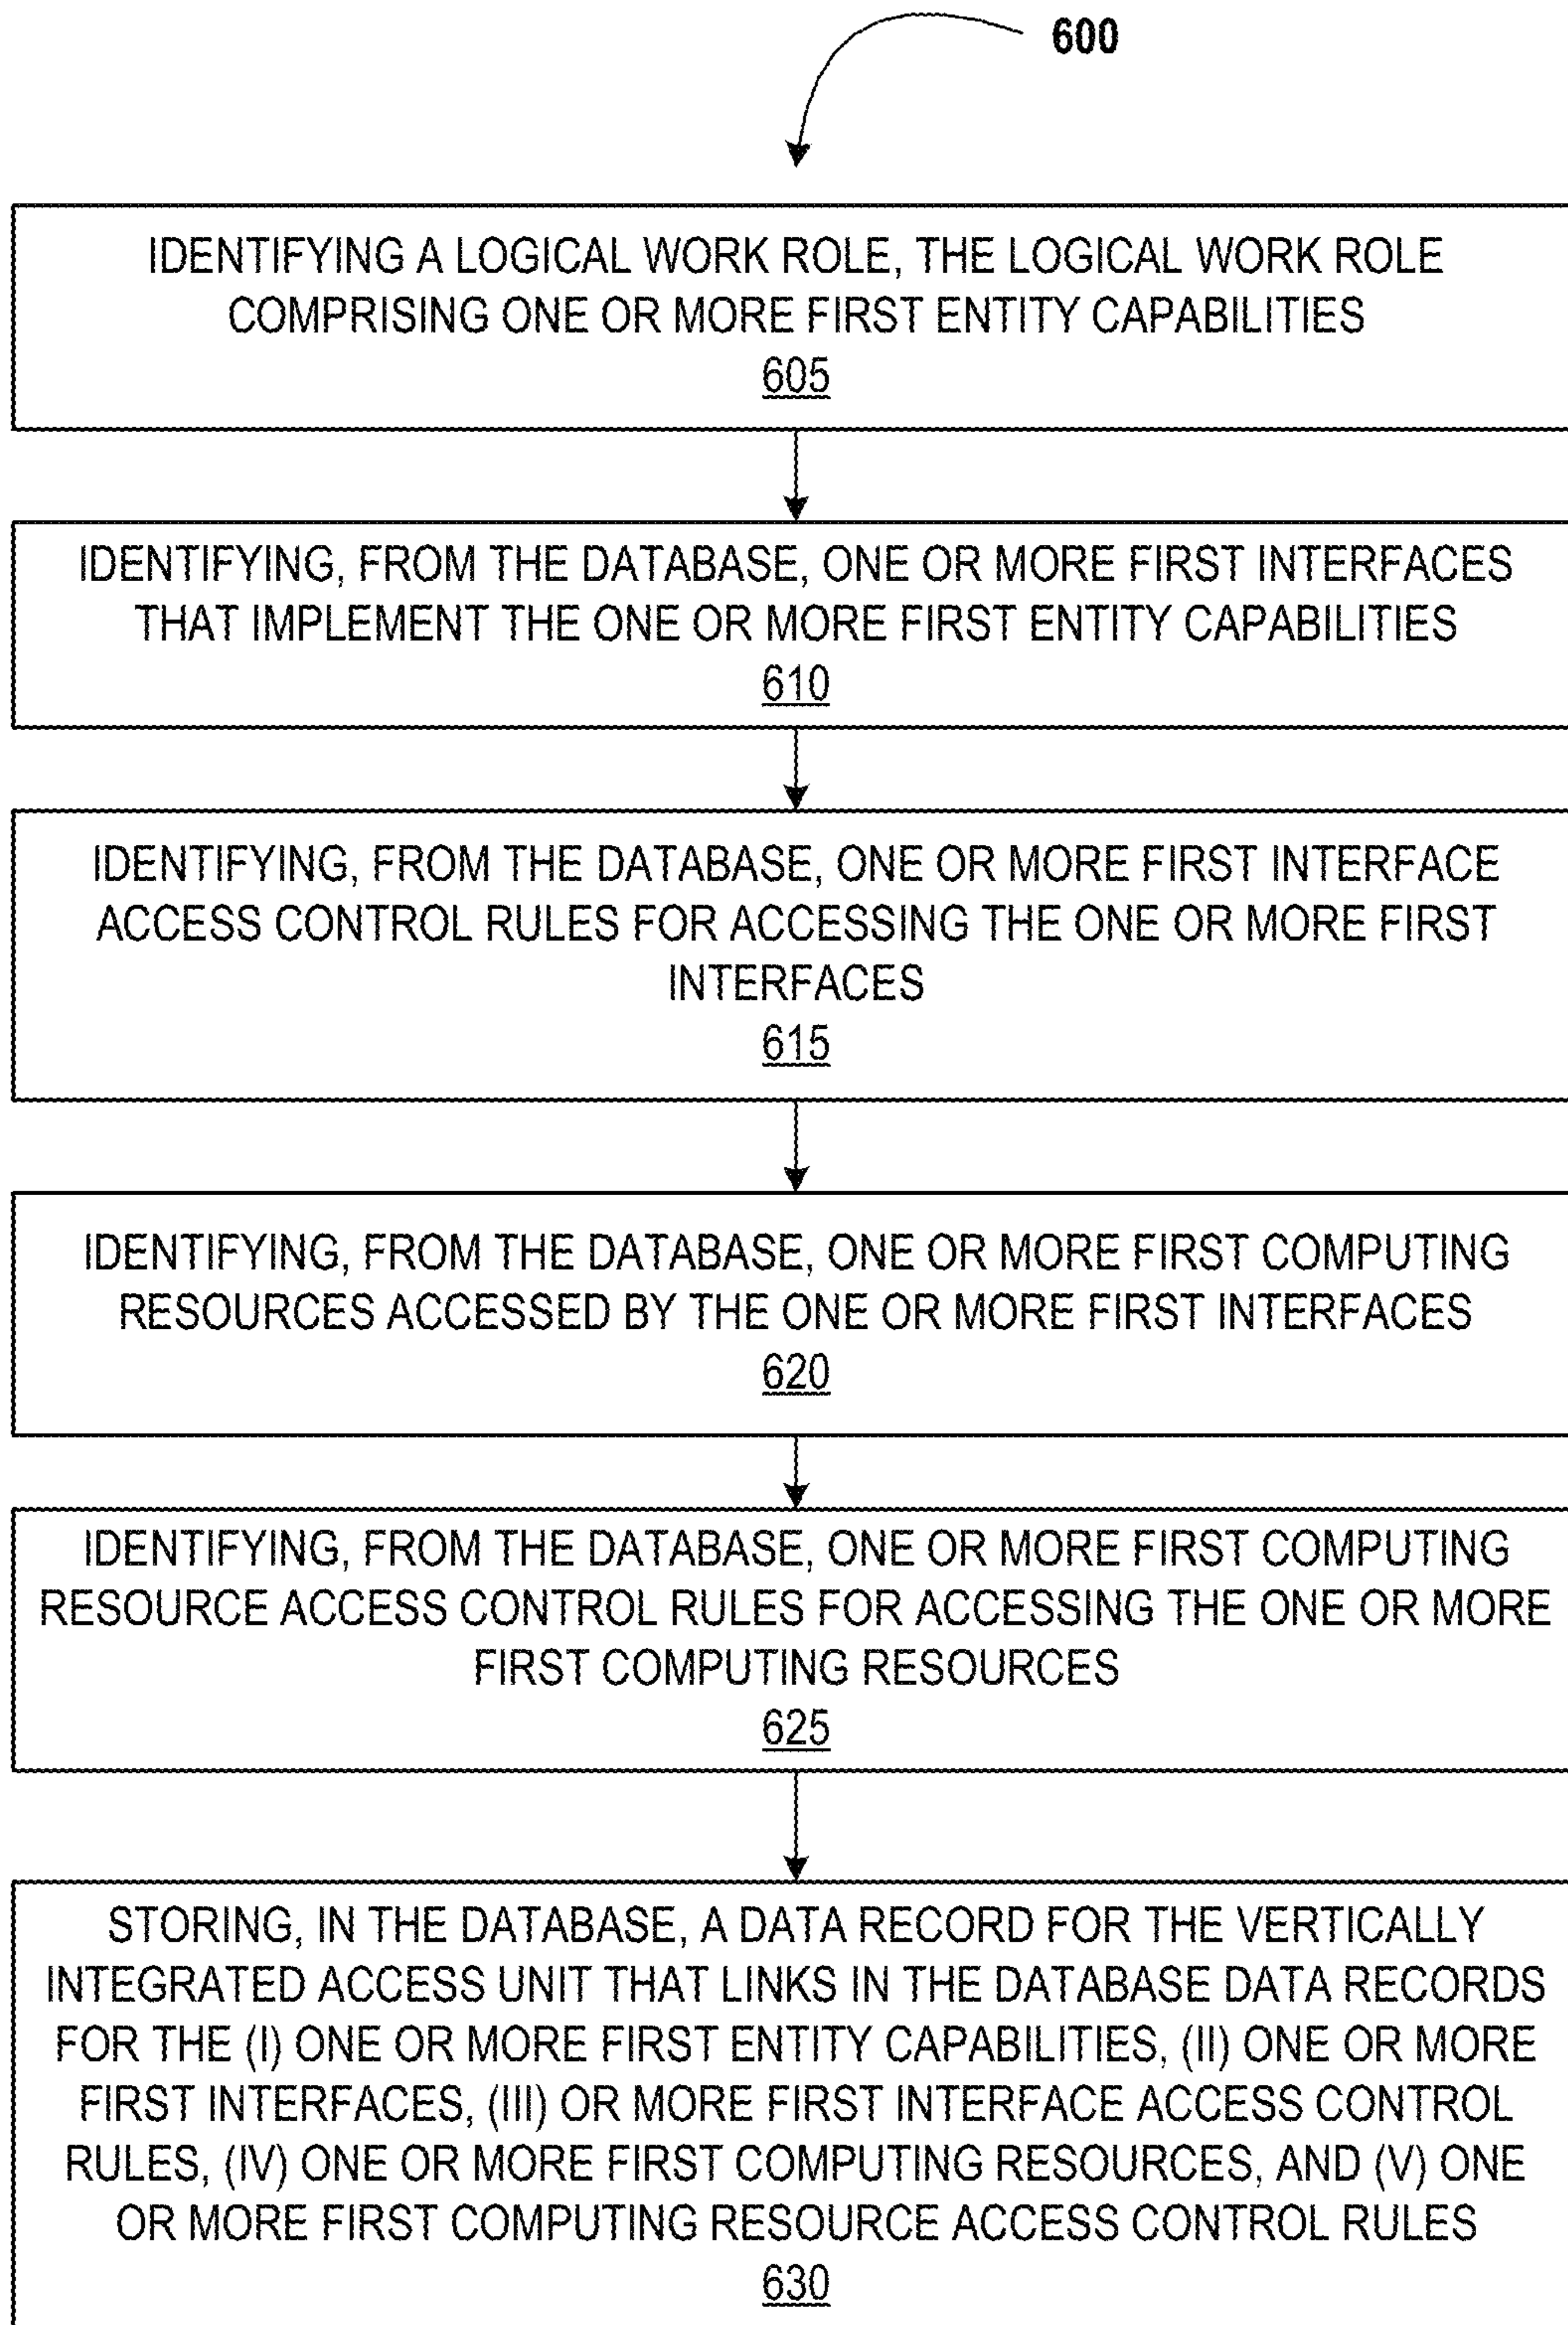 600
IDENTIFYING A LOGICAL WORK ROLE, THE LOGICAL WORK ROLE
COMPRISING ONE OR MORE FIRST ENTITY CAPABILITIES
605
IDENTIFYING, FROM THE DATABASE, ONE OR MORE FIRST INTERFACES
THAT IMPLEMENT THE ONE OR MORE FIRST ENTITY CAPABILITIES
610
IDENTIFYING, FROM THE DATABASE, ONE OR MORE FIRST INTERFACE
ACCESS CONTROL RULES FOR ACCESSING THE ONE OR MORE FIRST
INTERFACES
615
IDENTIFYING, FROM THE DATABASE, ONE OR MORE FIRST COMPUTING
RESOURCES ACCESSED BY THE ONE OR MORE FIRST INTERFACES
620
IDENTIFYING, FROM THE DATABASE, ONE OR MORE FIRST COMPUTING
RESOURCE ACCESS CONTROL RULES FOR ACCESSING THE ONE OR MORE
FIRST COMPUTING RESOURCES
625
STORING, IN THE DATABASE, A DATA RECORD FOR THE VERTICALLY
INTEGRATED ACCESS UNIT THAT LINKS IN THE DATABASE DATA RECORDS
FOR THE (I) ONE OR MORE FIRST ENTITY CAPABILITIES, (II) ONE OR MORE
FIRST INTERFACES, (III) OR MORE FIRST INTERFACE ACCESS CONTROL
RULES, (IV) ONE OR MORE FIRST COMPUTING RESOURCES, AND (V) ONE
OR MORE FIRST COMPUTING RESOURCE ACCESS CONTROL RULES
630